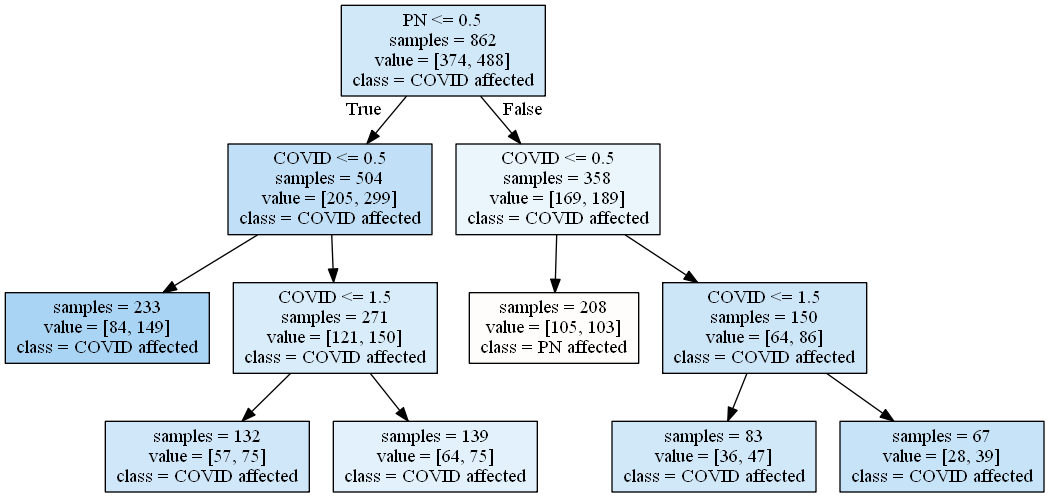 PN <= 0.5
samples = 862
value = [374, 488]
class = COVID affected
True
False
COVID <= 0.5
samples = 504
value = [205, 299]
class = COVID affected
COVID <= 0.5
samples = 358
value = [169, 189]
class = COVID affected
samples = 233
value = [84, 149]
class = COVID affected
COVID <= 1.5
samples = 271
value = [121, 150]
class = COVID affected
samples = 208
value = [105, 103]
class = PN affected
COVID <= 1.5
samples = 150
value = [64, 86]
class = COVID affected
samples = 132
value = [57, 75]
class = COVID affected
samples = 139
value = [64, 75]
class = COVID affected
samples = 83
value = [36, 47]
class = COVID affected
samples = 67
value = [28, 39]
class = COVID affected